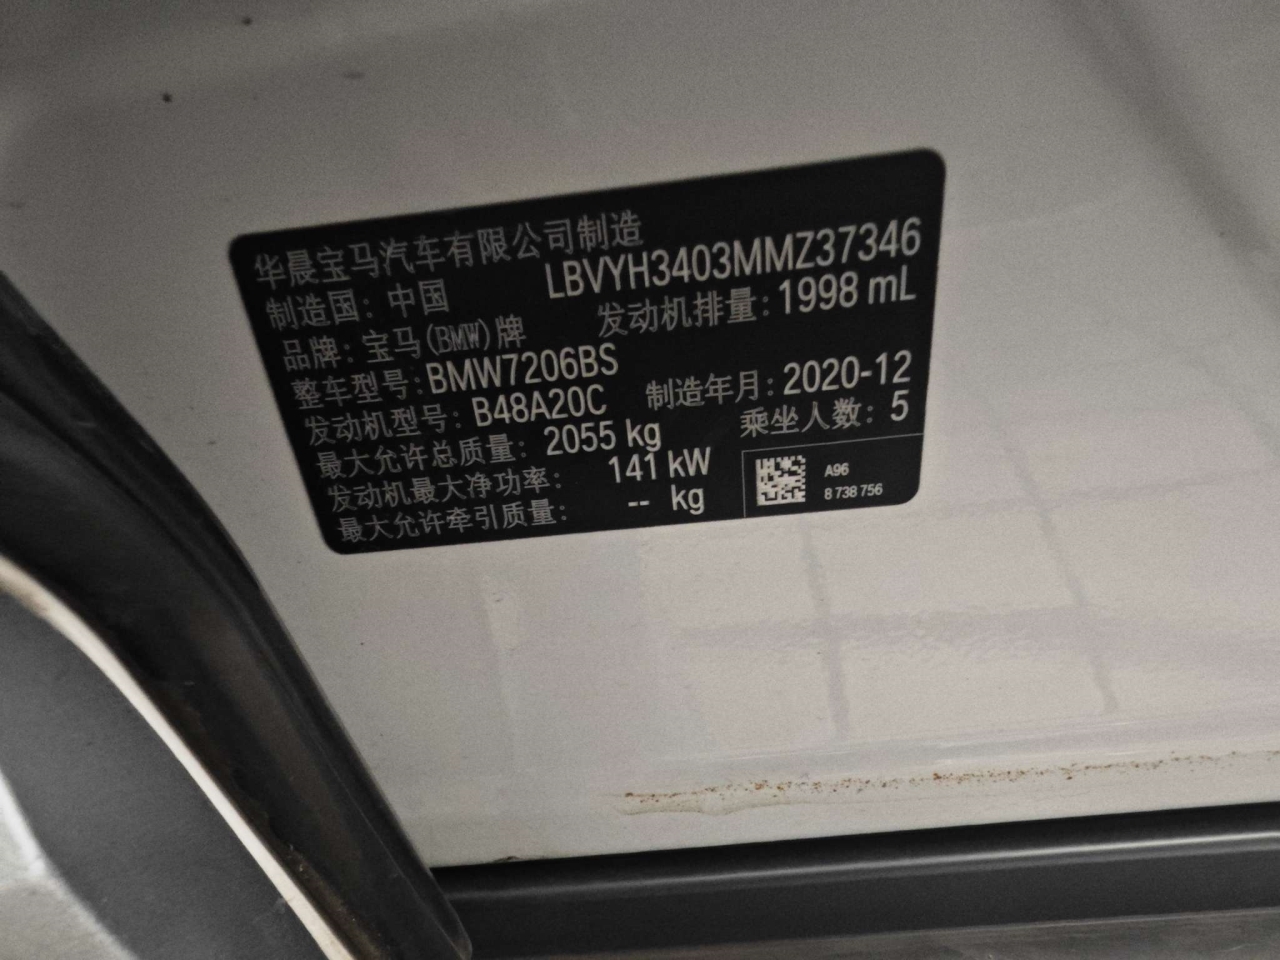 华晨宝马汽车有限公司制造
制造国：中国 LBVYH3403MMZ37346
品牌：宝马(BMW)牌 发动机排量：1998 mL
整车型号：BMW7206BS
发动机型号：B48A20C 制造年月：2020-12
最大允许总质量：2055 kg 乘坐人数：5
发动机最大净功率：141 kW
最大允许牵引质量：-- kg
A96
8 738 756